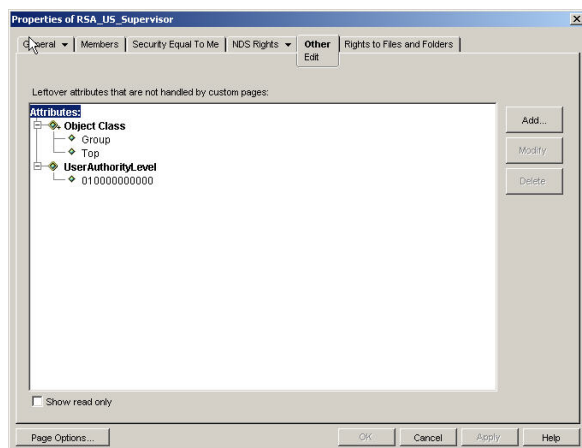 Properties of RSA_US_Supervisor
General Members Security Equal To Me NDS Rights Other Rights to Files and Folders
Edit
Leftover attributes that are not handled by custom pages:
Attributes:
Object Class
Group
Top
UserAuthorityLevel
010000000000
Add...
Modify
Delete
Show read only
Page Options... OK Cancel Apply Help